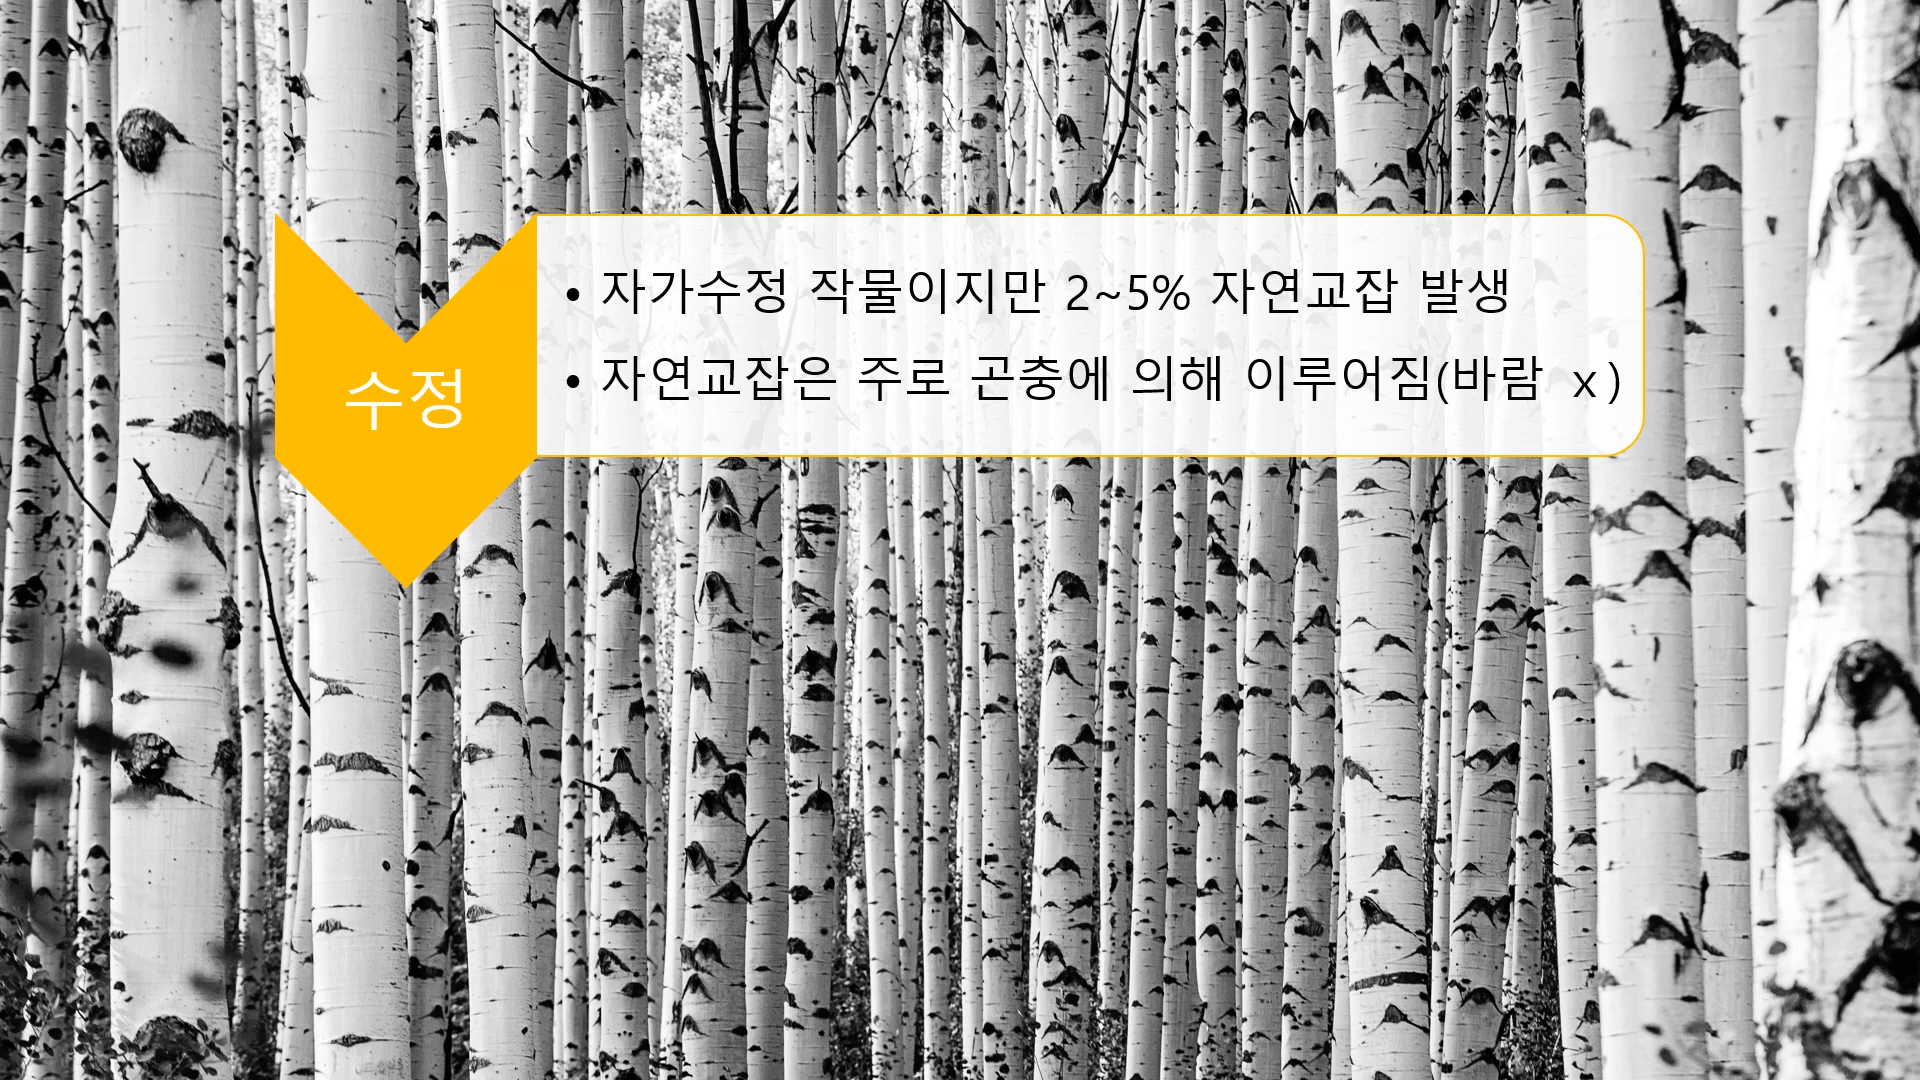 수정
• 자가수정 작물이지만 2~5% 자연교잡 발생
• 자연교잡은 주로 곤충에 의해 이루어짐(바람 x)